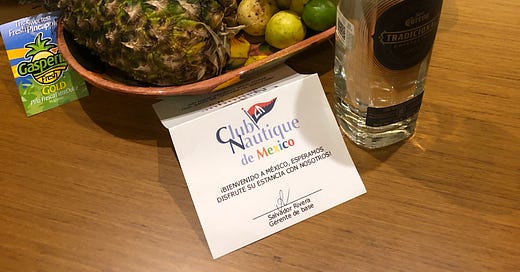 The Sweetest
Fresh Pineapple
Gasperi
Fresh
GOLD
Cuervo
TRADICIONAL
Club
Nautique
de Mexico
¡BIENVENIDO A MÉXICO, ESPERAMOS
DISFRUTE SU ESTANCIA CON NOSOTROS!
Salvador Rivera
Gerente de base